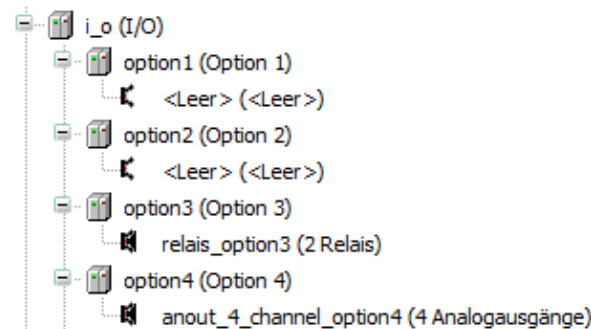 i_o (I/O)
option1 (Option 1)
<Leer> (<Leer>)
option2 (Option 2)
<Leer> (<Leer>)
option3 (Option 3)
relais_option3 (2 Relais)
option4 (Option 4)
anout_4_channel_option4 (4 Analogausgänge)